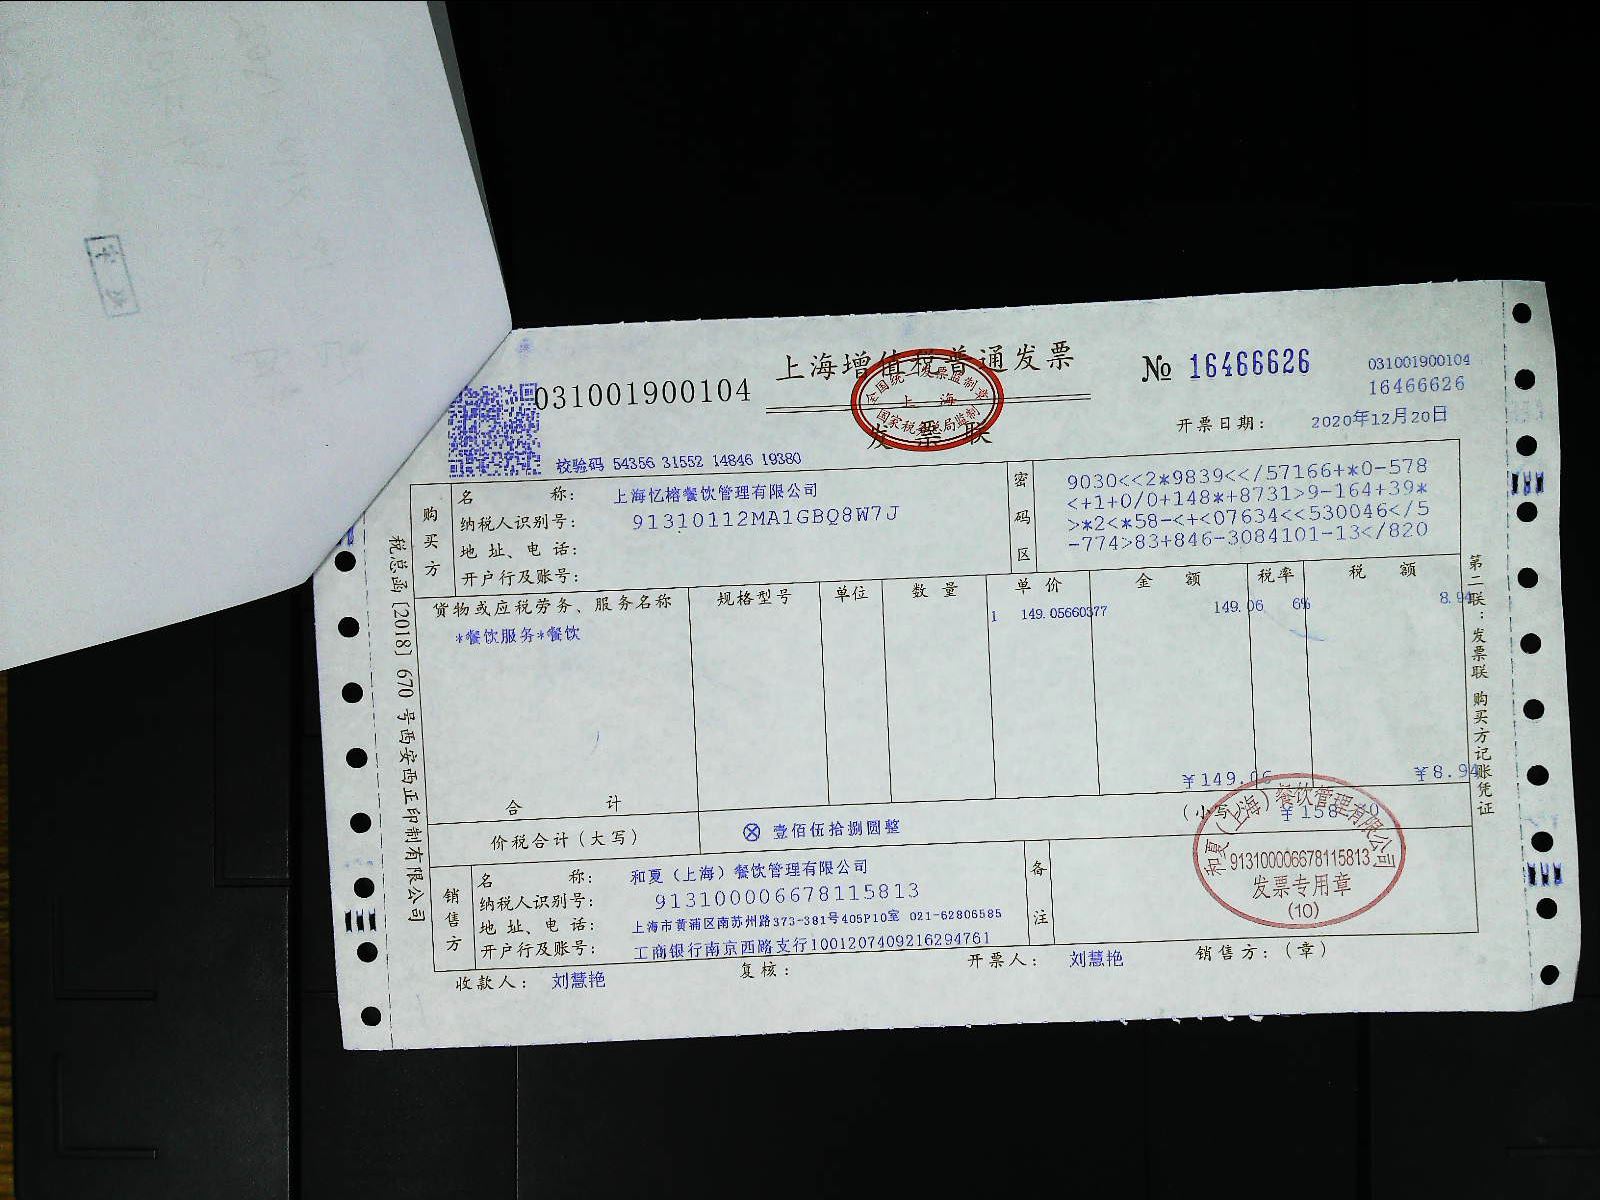 上海增值税普通发票
发票联
全国统一发票监制章
上海
国家税务总局监制
031001900104
№ 16466626
031001900104
16466626
校验码 54356 31552 14846 19380
开票日期: 2020年12月20日
购买方
名称: 上海忆榕餐饮管理有限公司
纳税人识别号: 91310112MA1GBQ8W7J
地址、电话:
开户行及账号:
密码区
9030<<2*9839<</57166+*0-578
<+1+0/0+148*+8731>9-164+39*
>*2<*58-<+<07634<<530046</5
-774>83+846-3084101-13</820
货物或应税劳务、服务名称 规格型号 单位 数量 单价 金额 税率 税额
*餐饮服务*餐饮 1 149.05660377 149.06 6% 8.94
合计 ¥149.06 ¥8.94
价税合计(大写) ⊗ 壹佰伍拾捌圆整 (小写) ¥158
销售方
名称: 和夏（上海）餐饮管理有限公司
纳税人识别号: 913100006678115813
地址、电话: 上海市黄浦区南苏州路373-381号405P10室 021-62806585
开户行及账号: 工商银行南京西路支行1001207409216294761
备注
和夏（上海）餐饮管理有限公司
913100006678115813
发票专用章
(10)
收款人: 刘慧艳 复核: 开票人: 刘慧艳 销售方:(章)
税总函[2018] 670 号西安西正印制有限公司
第二联:发票联 购买方记账凭证